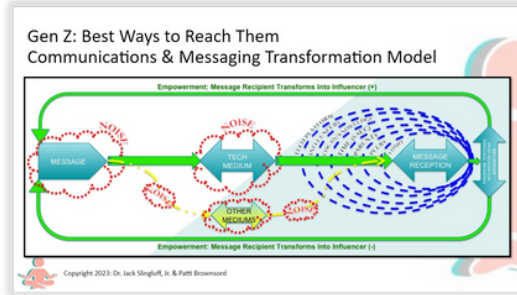 Gen Z: Best Ways to Reach Them
Communications & Messaging Transformation Model
Empowerment: Message Recipient Transforms Into Influencer (+)
NOISE
NOISE
MESSAGE
TECH
MEDIUM
MESSAGE
RECEPTION
NOISE
OTHER
MEDIUMS
NOISE
Empowerment: Message Recipient Transforms Into Influencer (-)
Copyright 2023: Dr. Jack Slingluff, Jr. & Patti Brownsord